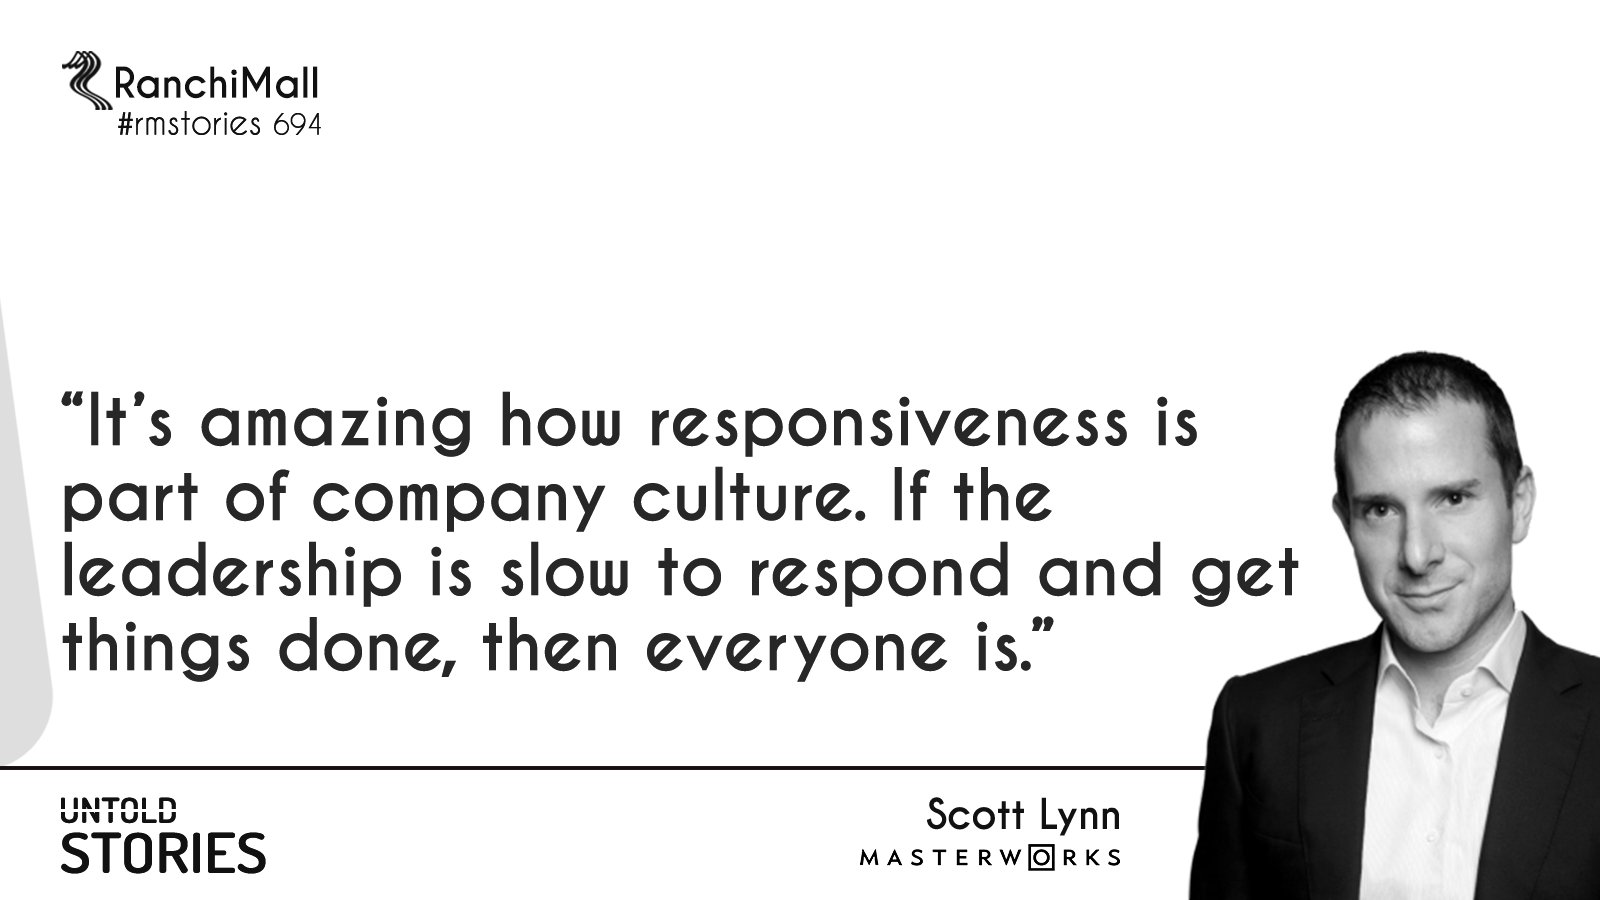 RanchiMall
#rmstories 694
“It’s amazing how responsiveness is
part of company culture. If the
leadership is slow to respond and get
things done, then everyone is.”
UNTOLD
STORIES
Scott Lynn
MASTERWORKS